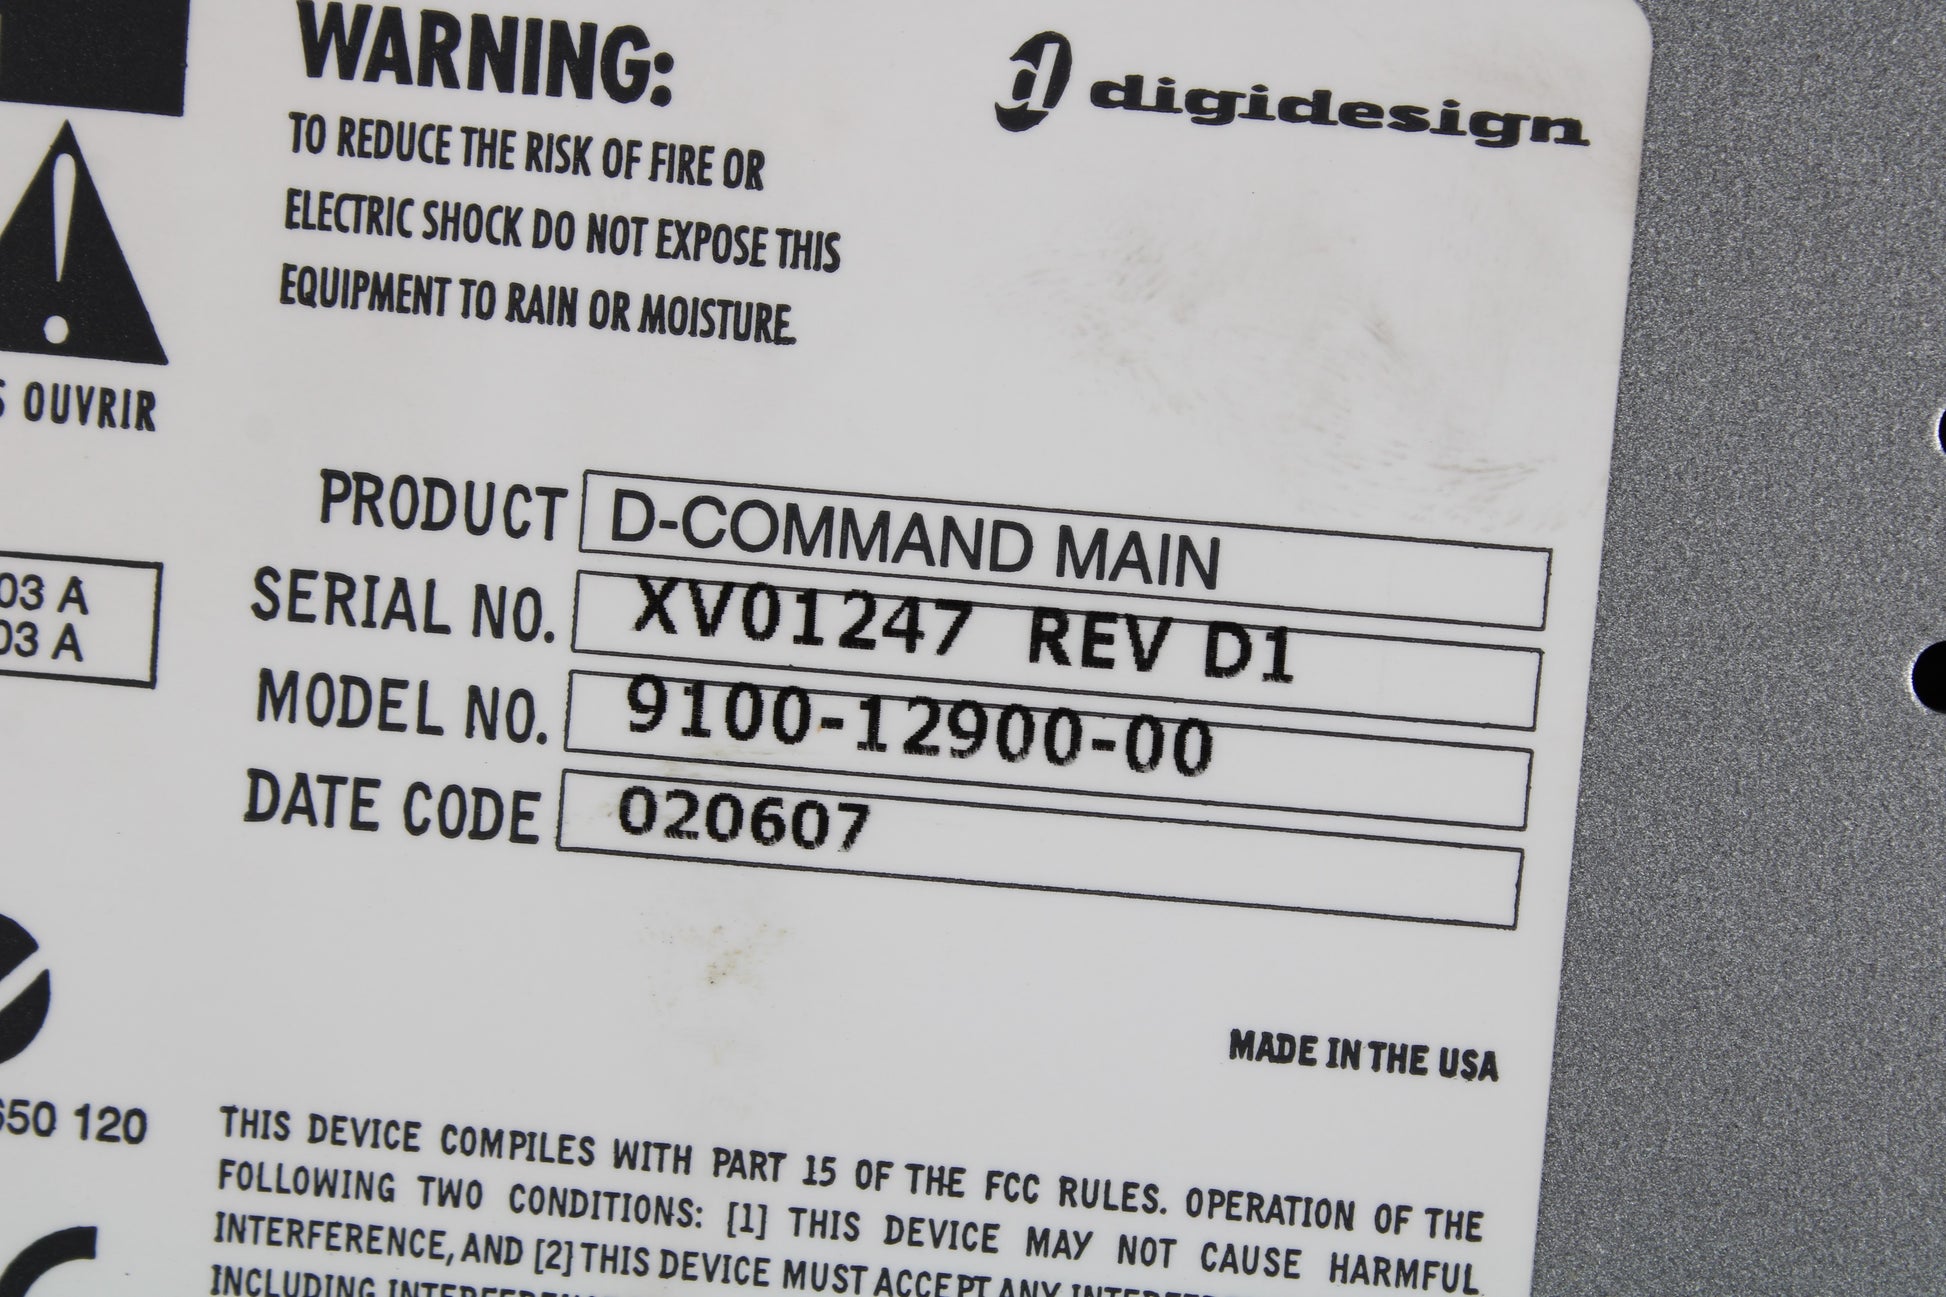 WARNING:
digidesign
TO REDUCE THE RISK OF FIRE OR
ELECTRIC SHOCK DO NOT EXPOSE THIS
EQUIPMENT TO RAIN OR MOISTURE.
OUVRIR
PRODUCT D-COMMAND MAIN
SERIAL NO. XV01247 REV D1
MODEL NO. 9100-12900-00
DATE CODE 020607
03 A
03 A
MADE IN THE USA
650 120
THIS DEVICE COMPILES WITH PART 15 OF THE FCC RULES. OPERATION OF THE
FOLLOWING TWO CONDITIONS: [1] THIS DEVICE MAY NOT CAUSE HARMFUL
INTERFERENCE, AND [2] THIS DEVICE MUST ACCEPT ANY
INCLUDING